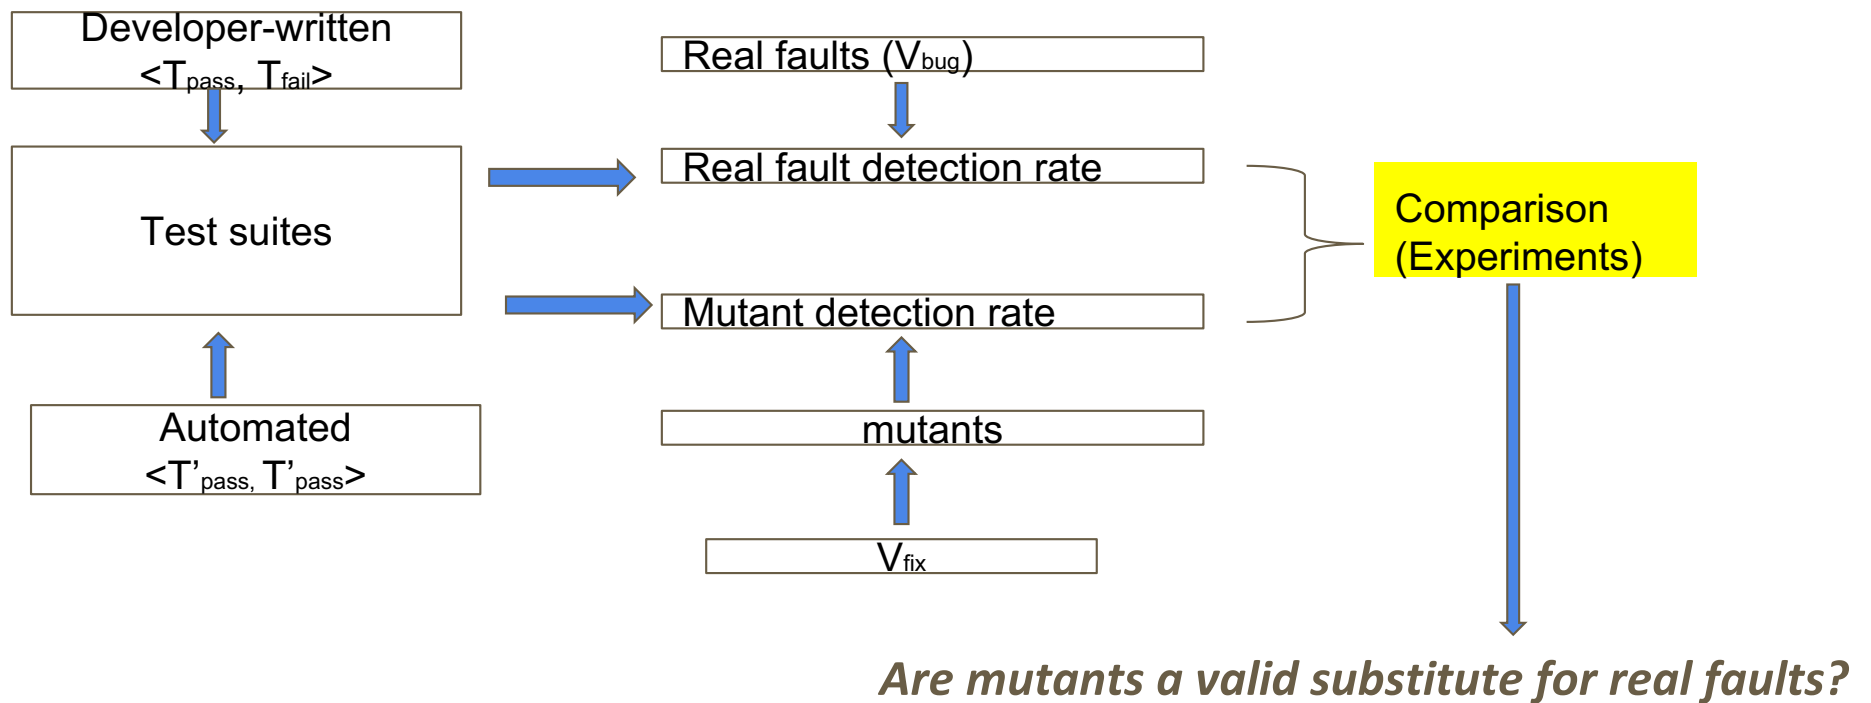 Developer-written
<Tpass, Tfail>
Test suites
Automated
<T’pass, T’pass>
Real faults (Vbug)
Real fault detection rate
Mutant detection rate
mutants
Vfix
Comparison
(Experiments)
Are mutants a valid substitute for real faults?